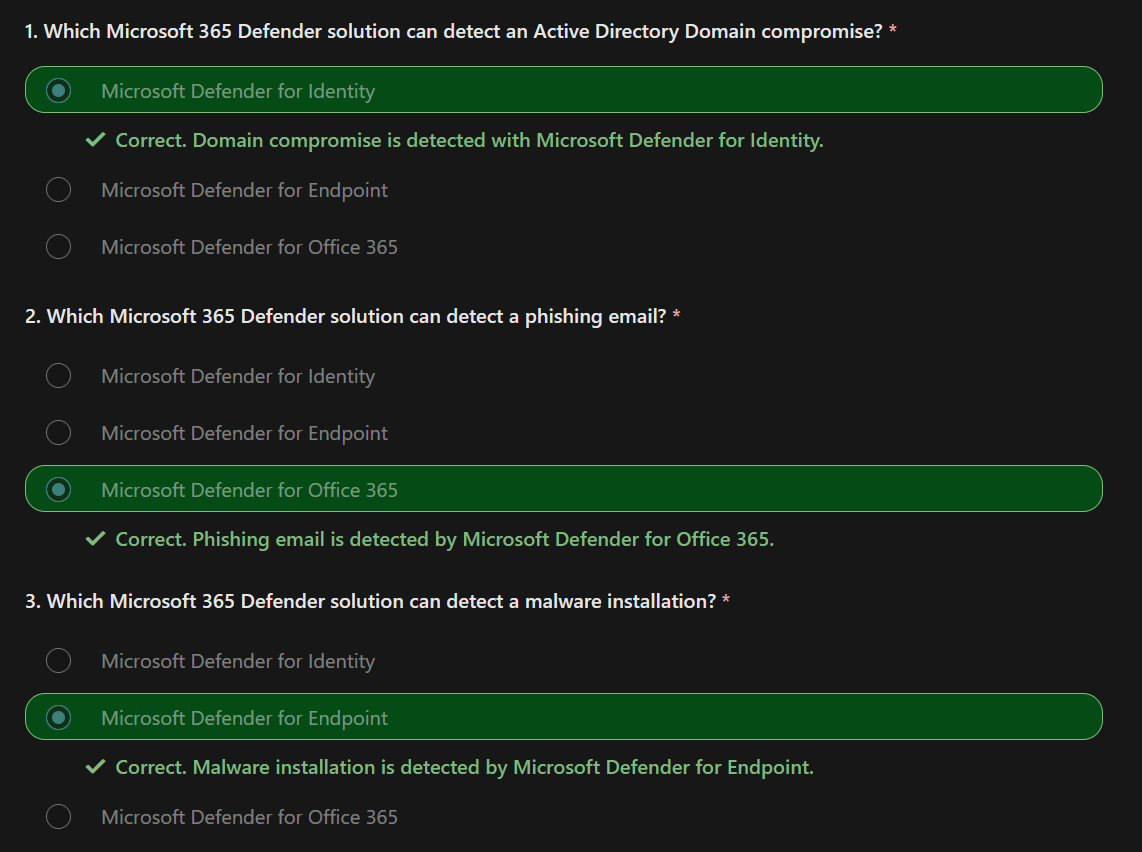 1. Which Microsoft 365 Defender solution can detect an Active Directory Domain compromise? *
Microsoft Defender for Identity
Correct. Domain compromise is detected with Microsoft Defender for Identity.
Microsoft Defender for Endpoint
Microsoft Defender for Office 365
2. Which Microsoft 365 Defender solution can detect a phishing email? *
Microsoft Defender for Identity
Microsoft Defender for Endpoint
Microsoft Defender for Office 365
Correct. Phishing email is detected by Microsoft Defender for Office 365.
3. Which Microsoft 365 Defender solution can detect a malware installation? *
Microsoft Defender for Identity
Microsoft Defender for Endpoint
Correct. Malware installation is detected by Microsoft Defender for Endpoint.
Microsoft Defender for Office 365